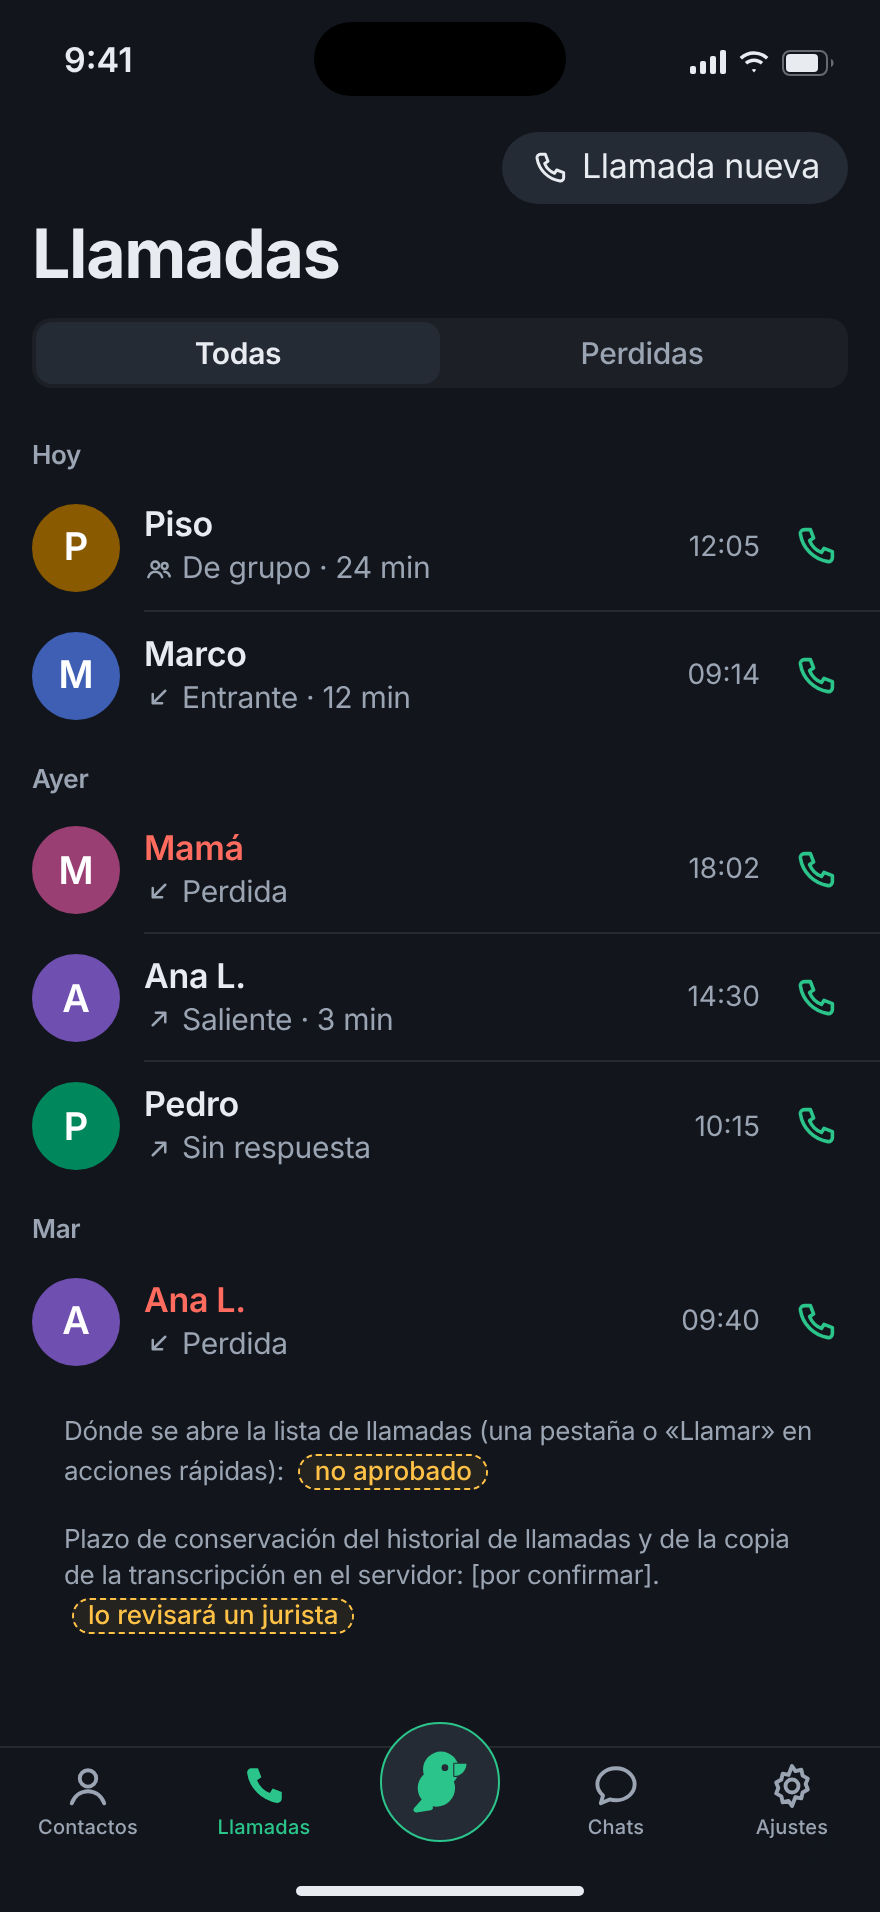 9:41
Llamada nueva
Llamadas
Todas
Perdidas
Hoy
P
Piso
De grupo · 24 min
12:05
M
Marco
Entrante · 12 min
09:14
Ayer
M
Mamá
Perdida
18:02
A
Ana L.
Saliente · 3 min
14:30
P
Pedro
Sin respuesta
10:15
Mar
A
Ana L.
Perdida
09:40
Dónde se abre la lista de llamadas (una pestaña o «Llamar» en
acciones rápidas): no aprobado
Plazo de conservación del historial de llamadas y de la copia
de la transcripción en el servidor: [por confirmar].
lo revisará un jurista
Contactos
Llamadas
Chats
Ajustes